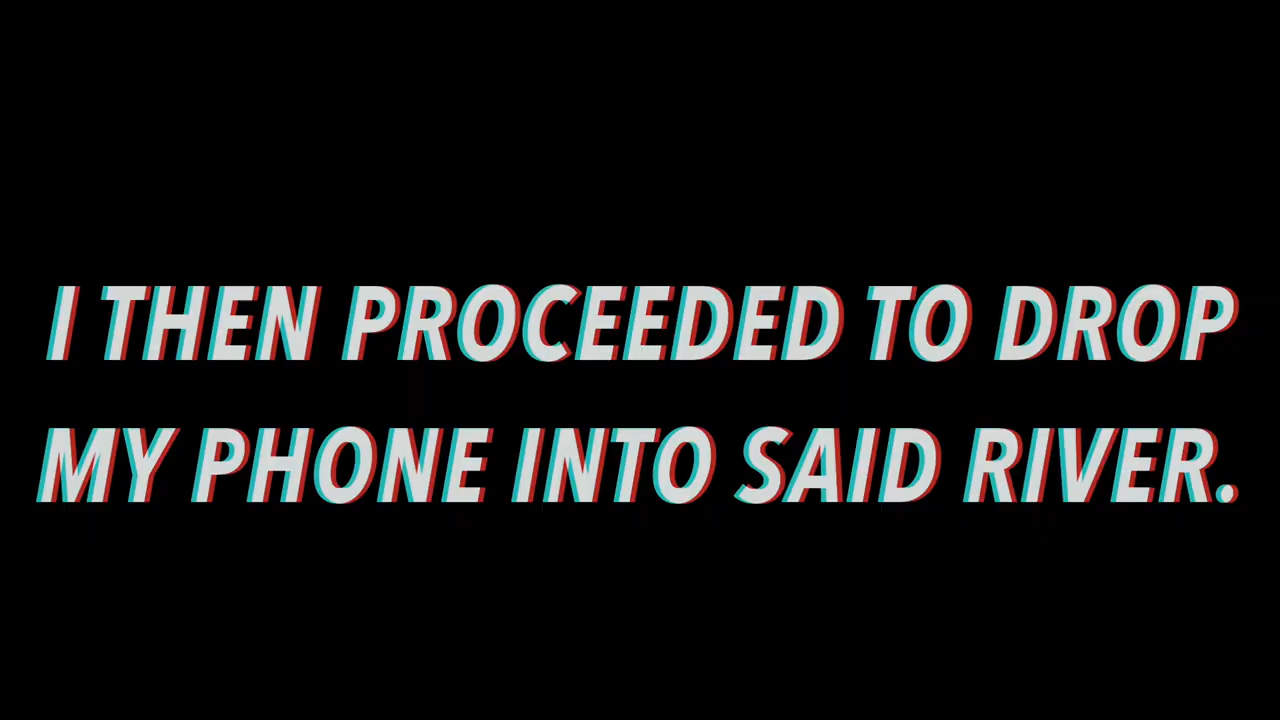 I THEN PROCEEDED TO DROP
MY PHONE INTO SAID RIVER.